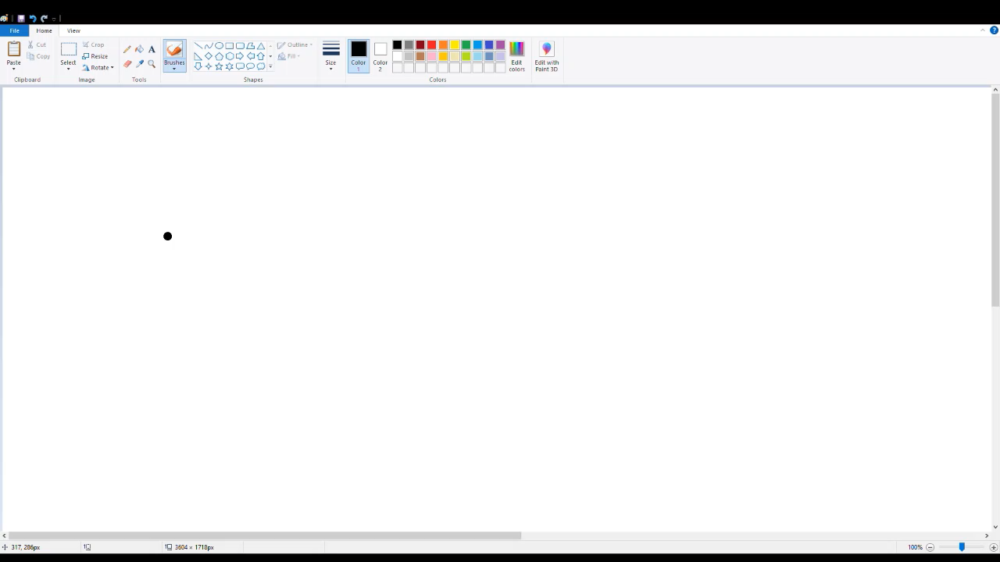 File Home View
Paste Cut Copy Clipboard
Select Crop Resize Rotate Image
Tools
Brushes
Outline Fill Shapes
Size
Color 1 Color 2 Edit colors Colors
Edit with Paint 3D
317, 286px 3604 × 1718px 100%